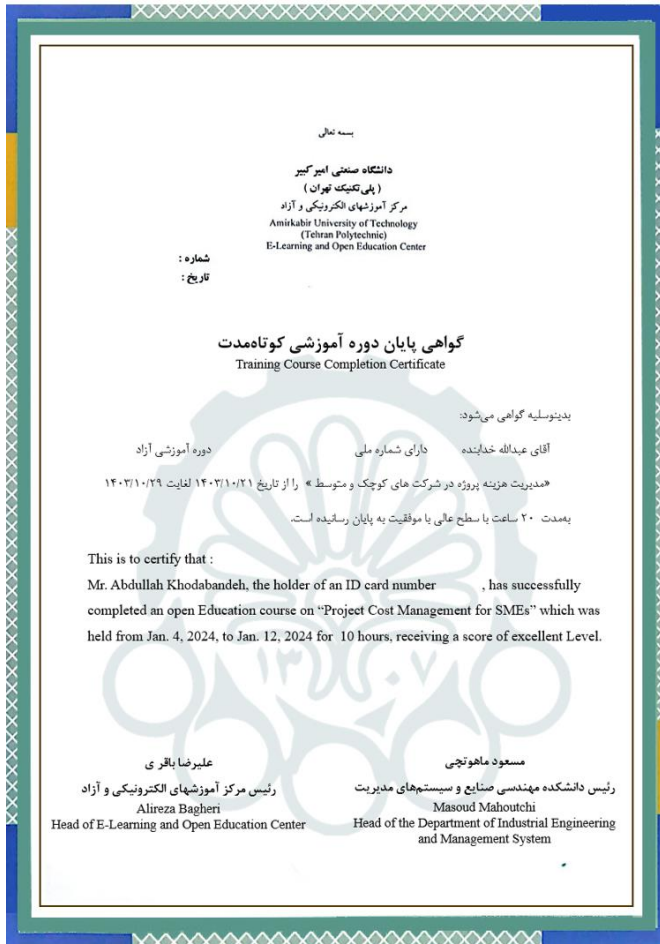 بسمه تعالی
دانشگاه صنعتی امیرکبیر
( پلی تکنیک تهران )
مرکز آموزشهای الکترونیکی و آزاد
Amirkabir University of Technology
(Tehran Polytechnic)
E-Learning and Open Education Center
شماره :
تاریخ :
گواهی پایان دوره آموزشی کوتاه‌مدت
Training Course Completion Certificate
بدینوسلیه گواهی می‌شود:
آقای عبدالله خدابنده دارای شماره ملی دوره آموزشی آزاد
«مدیریت هزینه پروژه در شرکت های کوچک و متوسط » را از تاریخ ۱۴۰۳/۱۰/۲۱ لغایت ۱۴۰۳/۱۰/۲۹
به‌مدت ۲۰ ساعت با سطح عالی با موفقیت به پایان رسانیده است.
This is to certify that :
Mr. Abdullah Khodabandeh, the holder of an ID card number , has successfully
completed an open Education course on “Project Cost Management for SMEs” which was
held from Jan. 4, 2024, to Jan. 12, 2024 for 10 hours, receiving a score of excellent Level.
۱۳۰۷
مسعود ماهوتچی
رئیس دانشکده مهندسی صنایع و سیستم‌های مدیریت
Masoud Mahoutchi
Head of the Department of Industrial Engineering
and Management System
علیرضا باقر ی
رئیس مرکز آموزشهای الکترونیکی و آزاد
Alireza Bagheri
Head of E-Learning and Open Education Center